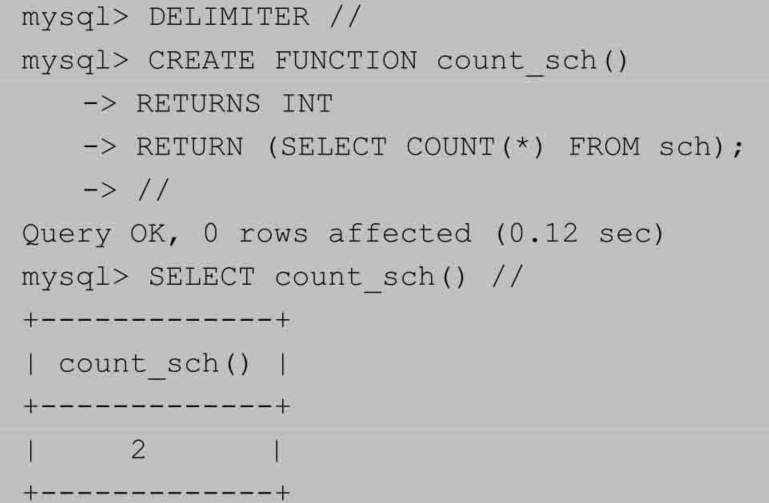 mysql> DELIMITER //
mysql> CREATE FUNCTION count_sch()
    -> RETURNS INT
    -> RETURN (SELECT COUNT(*) FROM sch);
    -> //
Query OK, 0 rows affected (0.12 sec)
mysql> SELECT count_sch() //
+-------------+
| count_sch() |
+-------------+
|      2       |
+-------------+